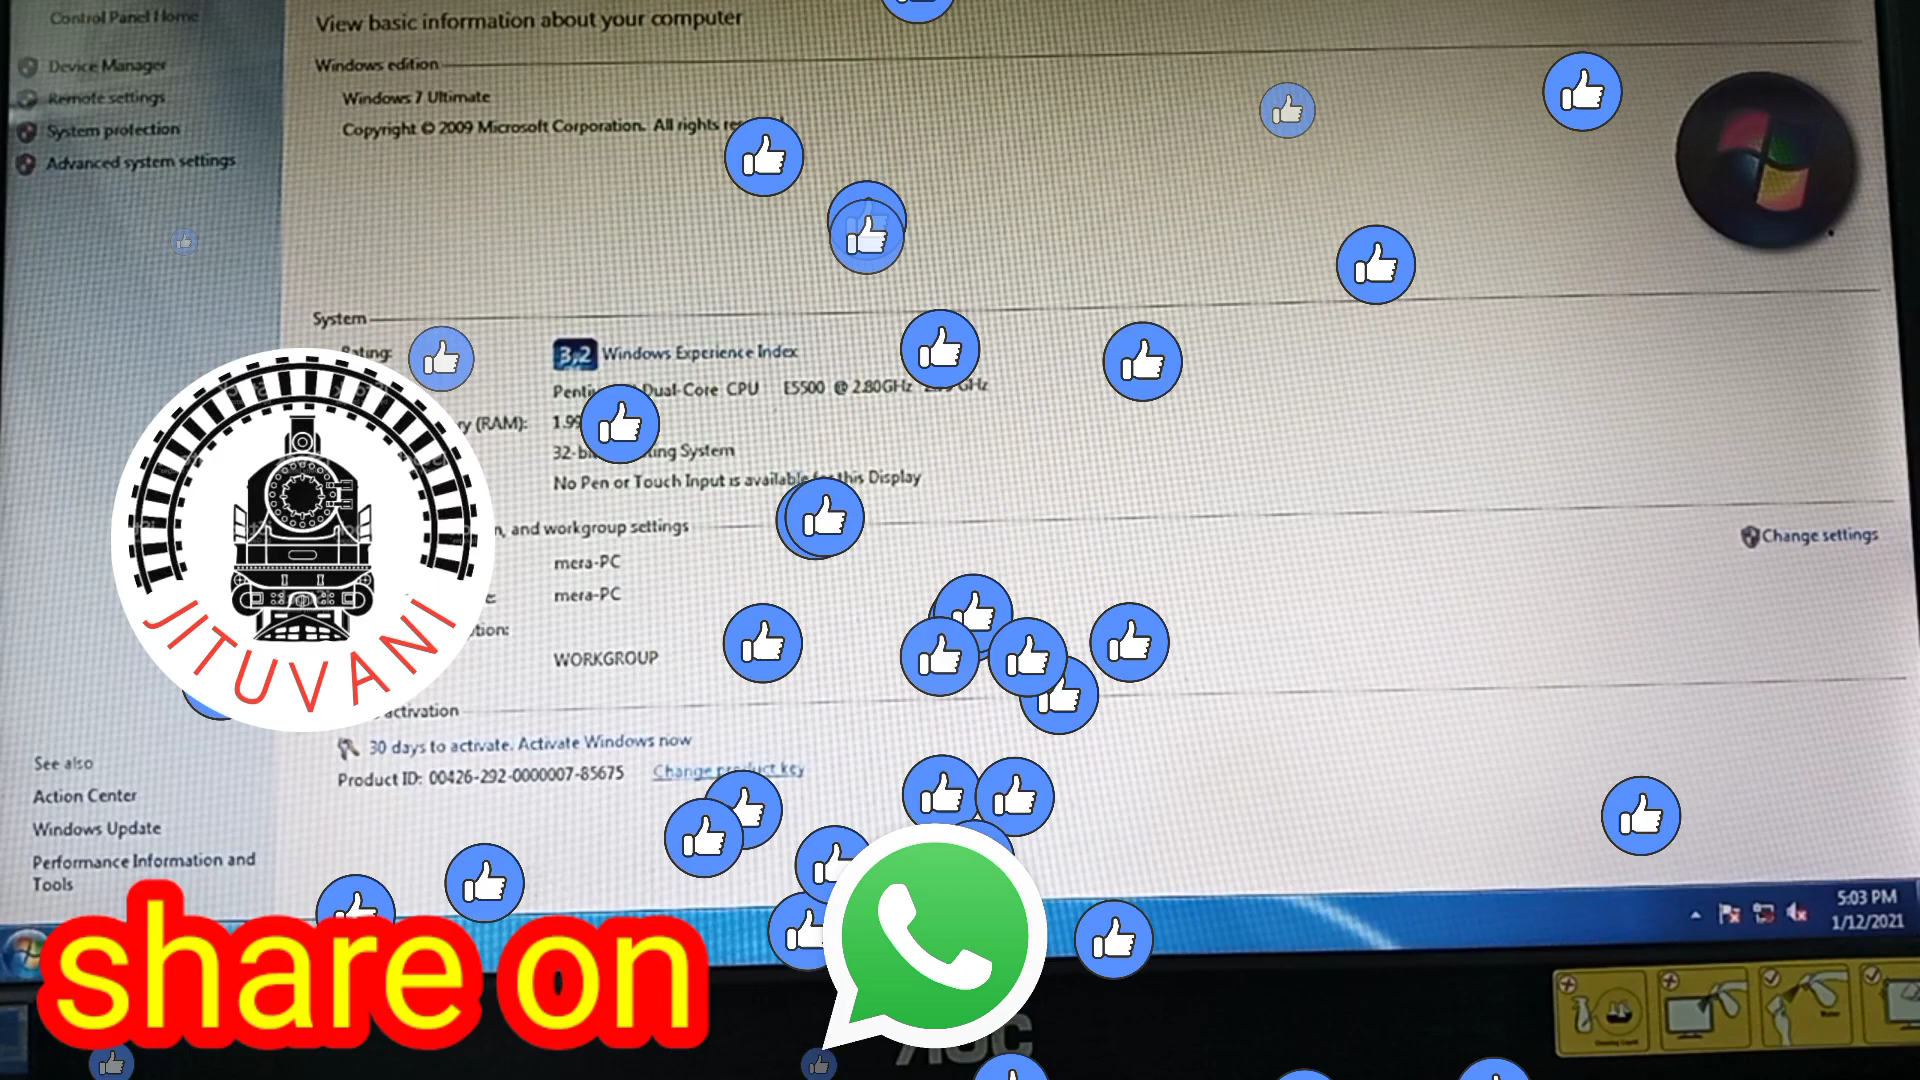 Control Panel Home
Device Manager
Remote settings
System protection
Advanced system settings
View basic information about your computer
Windows edition
Windows 7 Ultimate
Copyright © 2009 Microsoft Corporation. All rights
System
Rating:
3,2 Windows Experience Index
Dual-Core CPU E5500 @ 2.80GHz GHz
(RAM):
32- System
No Pen or Touch Input is available for this Display
and workgroup settings
Change settings
mera-PC
mera-PC
WORKGROUP
activation
30 days to activate. Activate Windows now
Product ID: 00426-292-0000007-85675 Change product key
See also
Action Center
Windows Update
Performance Information and
Tools
JITUVANI
share on
5:03 PM
1/12/2021
AOC